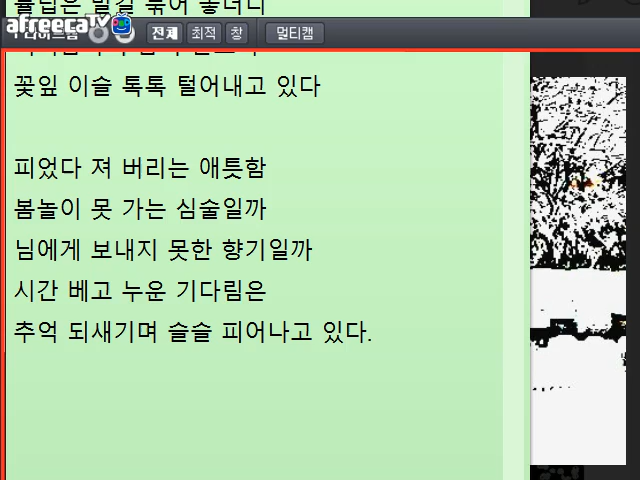 afreecaTV
전체 최적 창 멀티캠
꽃잎 이슬 톡톡 털어내고 있다
피었다 져 버리는 애틋함
봄놀이 못 가는 심술일까
님에게 보내지 못한 향기일까
시간 베고 누운 기다림은
추억 되새기며 슬슬 피어나고 있다.